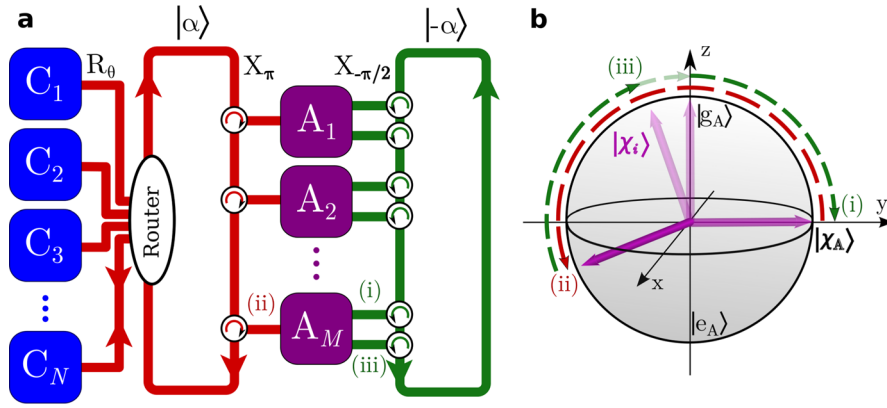 a
|α⟩
|-α⟩
C1
Rθ
Xπ
X-π/2
A1
C2
Router
A2
C3
(ii)
(i)
AM
(iii)
CN
b
z
(iii)
|gA⟩
|χi⟩
(i)
y
|χA⟩
(ii)
x
|eA⟩